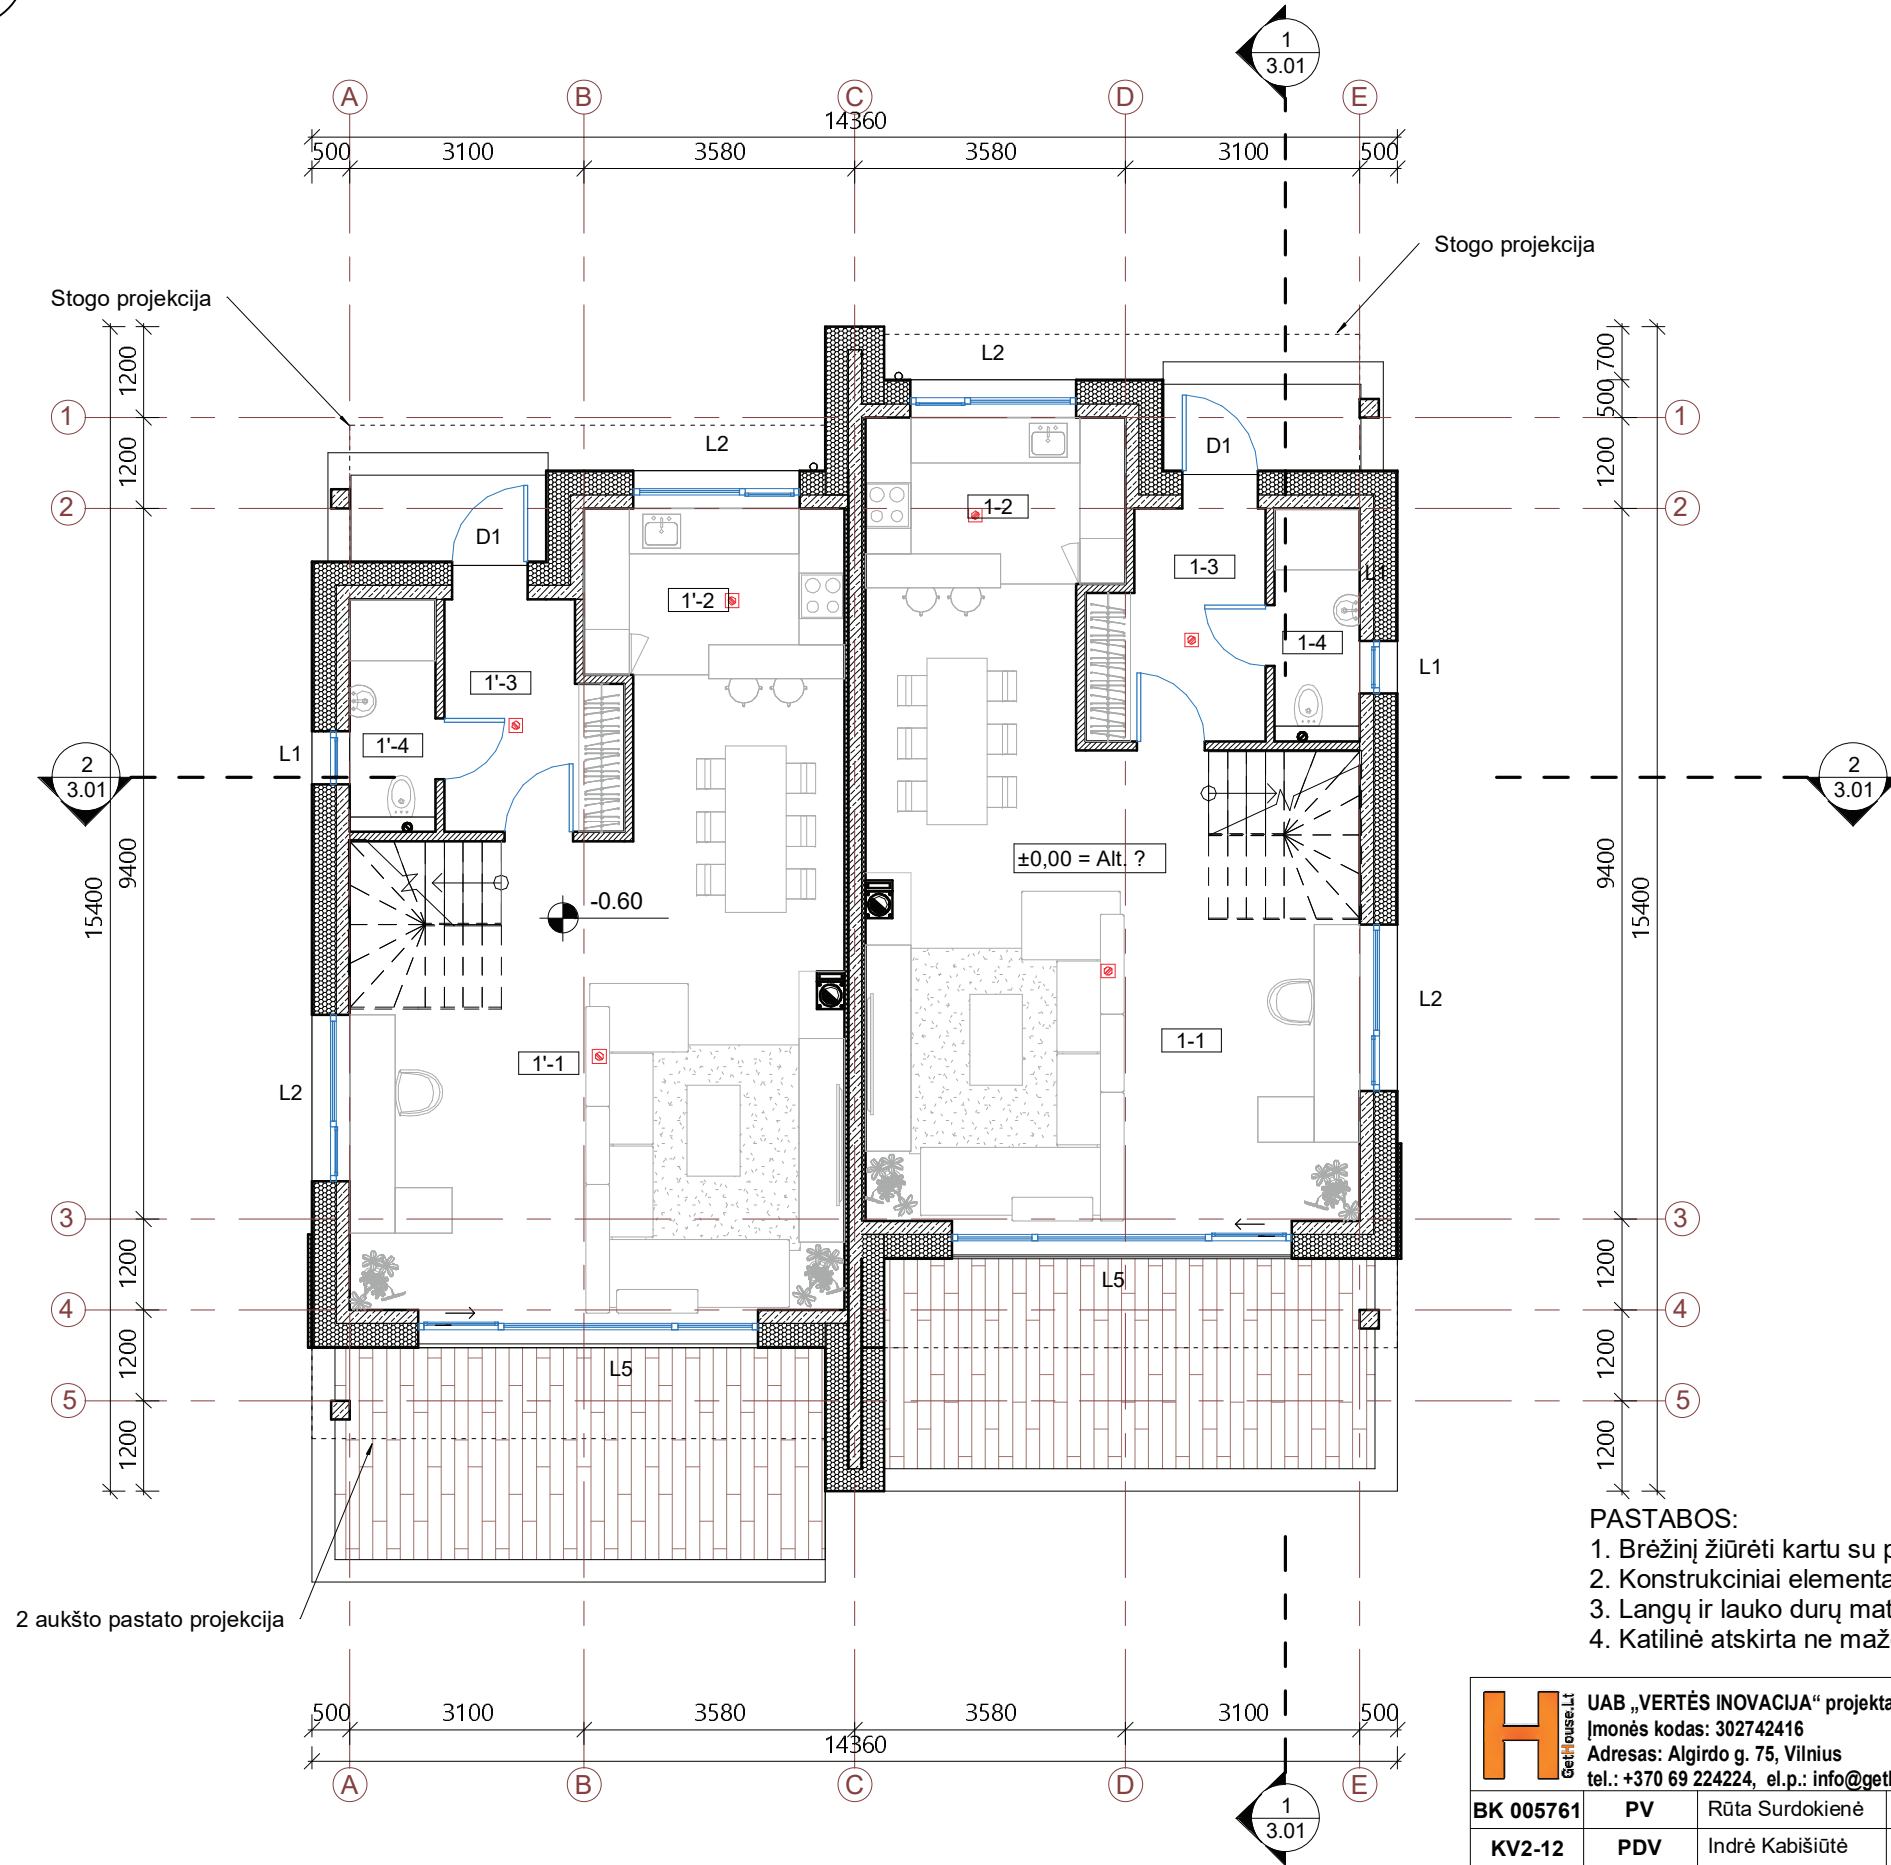 1
3.01
A B C D E
14360
500 3100 3580 3580 3100 500
Stogo projekcija
Stogo projekcija
1200 1200 9400 1200 1200 1200
15400
700 500 1200 9400 1200 1200 1200
15400
1 1
2 2
3 3
4 4
5 5
L2
L2
D1
D1
1-2
1'-2
1-3
1'-3
1-4
1'-4
L1
L1
2
3.01
2
3.01
±0,00 = Alt. ?
-0.60
L2
L2
1-1
1'-1
L5
L5
2 aukšto pastato projekcija
PASTABOS:
1. Brėžinį žiūrėti kartu su
2. Konstrukciniai
3. Langų ir lauko durų
4. Katilinė atskirta ne
500 3100 3580 3580 3100 500
14360
A B C D E
1
3.01
GetHouse.Lt
UAB „VERTĖS INOVACIJA“
Įmonės kodas: 302742416
Adresas: Algirdo g. 75, Vilnius
tel.: +370 69 224224, el.p.:
BK 005761 PV Rūta Surdokienė
KV2-12 PDV Indrė Kabišiūtė